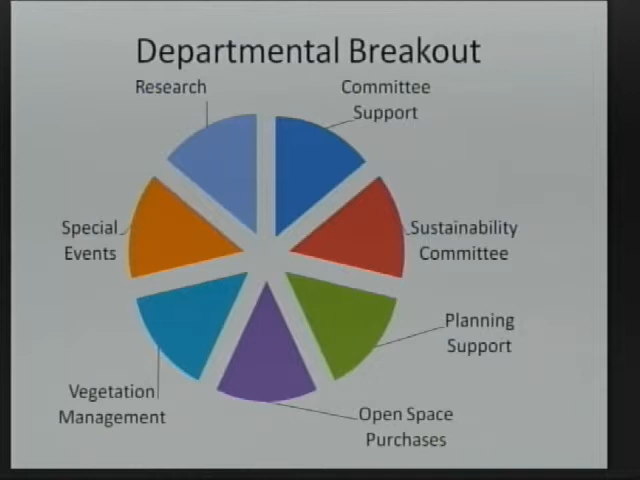 Departmental Breakout
Research
Committee
Support
Special
Events
Sustainability
Committee
Planning
Support
Vegetation
Management
Open Space
Purchases